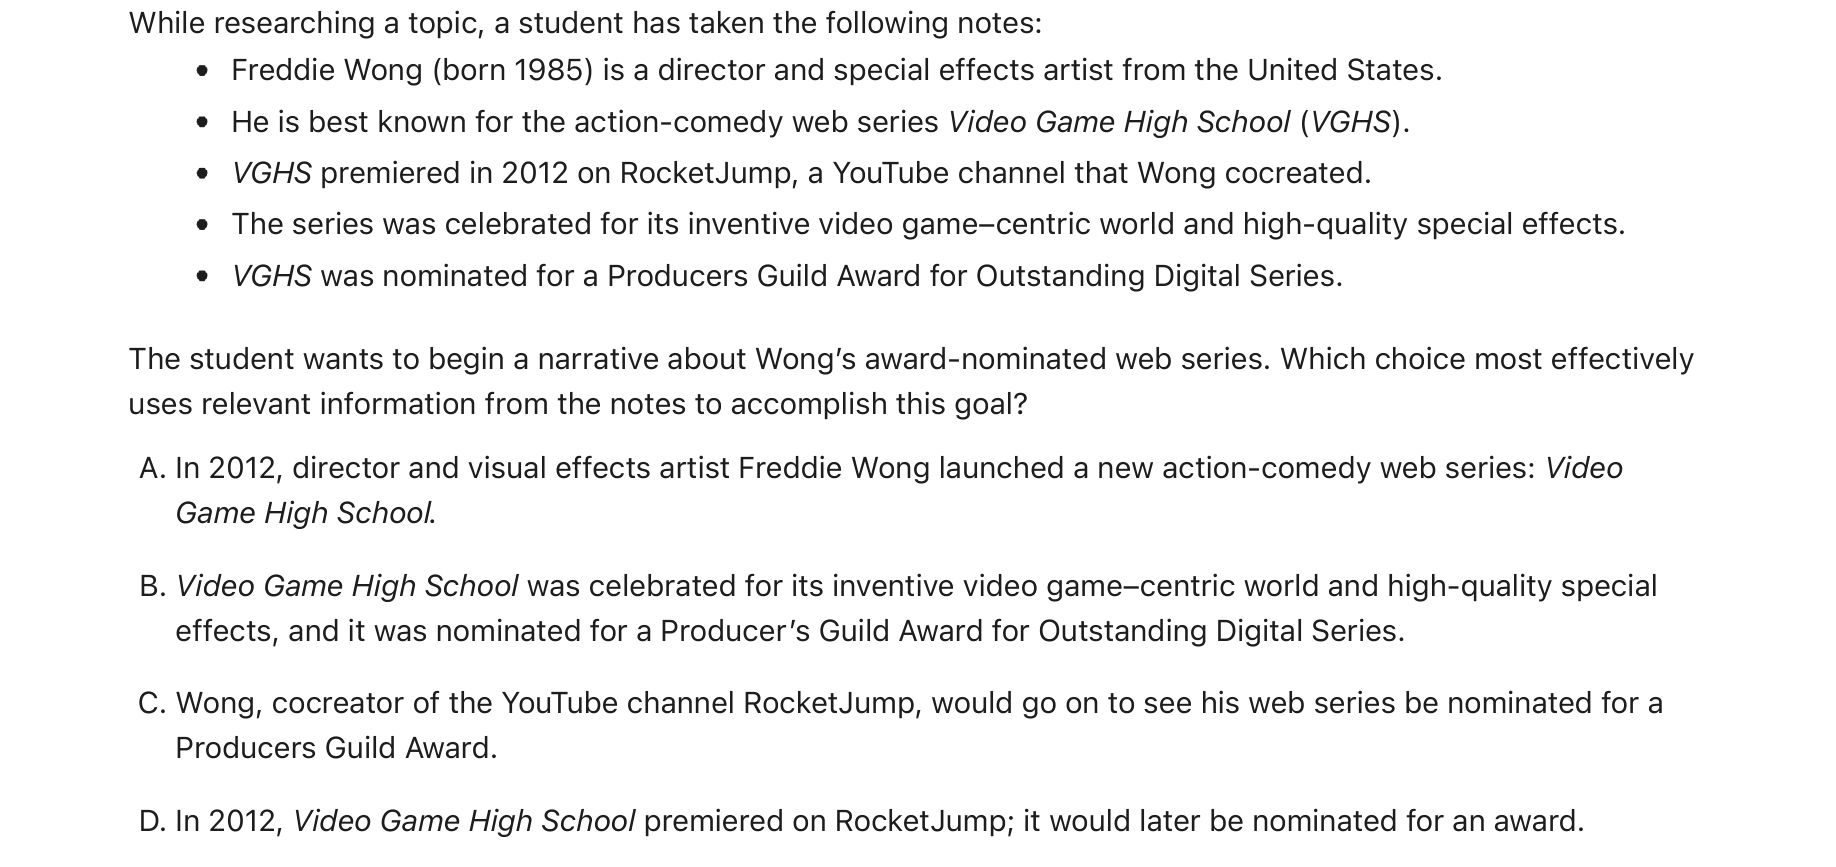 While researching a topic, a student has taken the following notes:
• Freddie Wong (born 1985) is a director and special effects artist from the United States.
• He is best known for the action-comedy web series Video Game High School (VGHS).
• VGHS premiered in 2012 on RocketJump, a YouTube channel that Wong cocreated.
• The series was celebrated for its inventive video game–centric world and high-quality special effects.
• VGHS was nominated for a Producers Guild Award for Outstanding Digital Series.
The student wants to begin a narrative about Wong’s award-nominated web series. Which choice most effectively
uses relevant information from the notes to accomplish this goal?
A. In 2012, director and visual effects artist Freddie Wong launched a new action-comedy web series: Video
Game High School.
B. Video Game High School was celebrated for its inventive video game–centric world and high-quality special
effects, and it was nominated for a Producer’s Guild Award for Outstanding Digital Series.
C. Wong, cocreator of the YouTube channel RocketJump, would go on to see his web series be nominated for a
Producers Guild Award.
D. In 2012, Video Game High School premiered on RocketJump; it would later be nominated for an award.